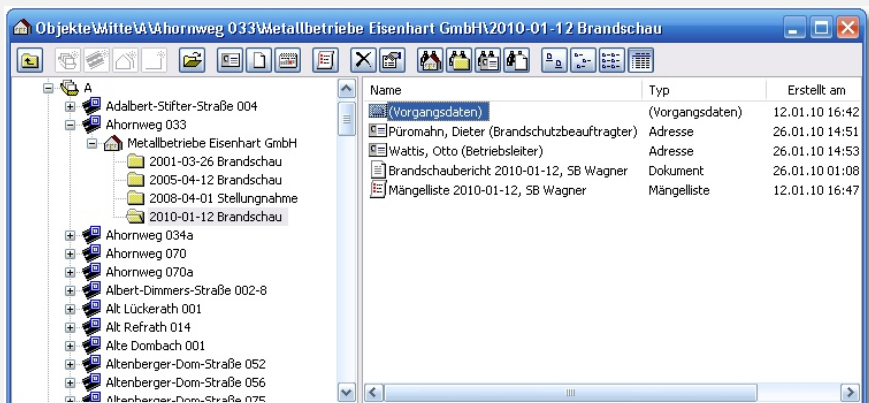 Objekte\Mitte\A\Ahornweg 033\Metallbetriebe Eisenhart GmbH\2010-01-12 Brandschau
A
Adalbert-Stifter-Straße 004
Ahornweg 033
Metallbetriebe Eisenhart GmbH
2001-03-26 Brandschau
2005-04-12 Brandschau
2008-04-01 Stellungnahme
2010-01-12 Brandschau
Ahornweg 034a
Ahornweg 070
Ahornweg 070a
Albert-Dimmers-Straße 002-8
Alt Lückerath 001
Alt Refrath 014
Alte Dombach 001
Altenberger-Dom-Straße 052
Altenberger-Dom-Straße 056
Altenberger-Dom-Straße 075
Name Typ Erstellt am
(Vorgangsdaten) (Vorgangsdaten) 12.01.10 16:42
Püromahn, Dieter (Brandschutzbeauftragter) Adresse 26.01.10 14:51
Wattis, Otto (Betriebsleiter) Adresse 26.01.10 14:53
Brandschaubericht 2010-01-12, SB Wagner Dokument 26.01.10 01:08
Mängelliste 2010-01-12, SB Wagner Mängelliste 12.01.10 16:47